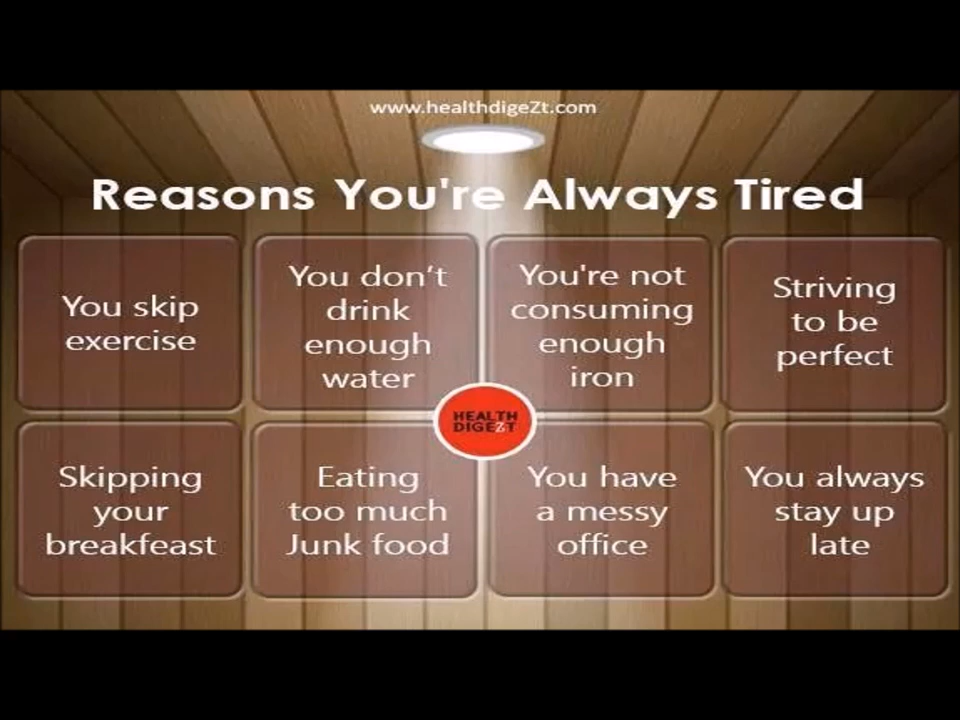 www.healthdigeZt.com
Reasons You're Always Tired
You skip
exercise
You don’t
drink
enough
water
You're not
consuming
enough
iron
Striving
to be
perfect
HEALTH
DIGEZT
Skipping
your
breakfeast
Eating
too much
Junk food
You have
a messy
office
You always
stay up
late